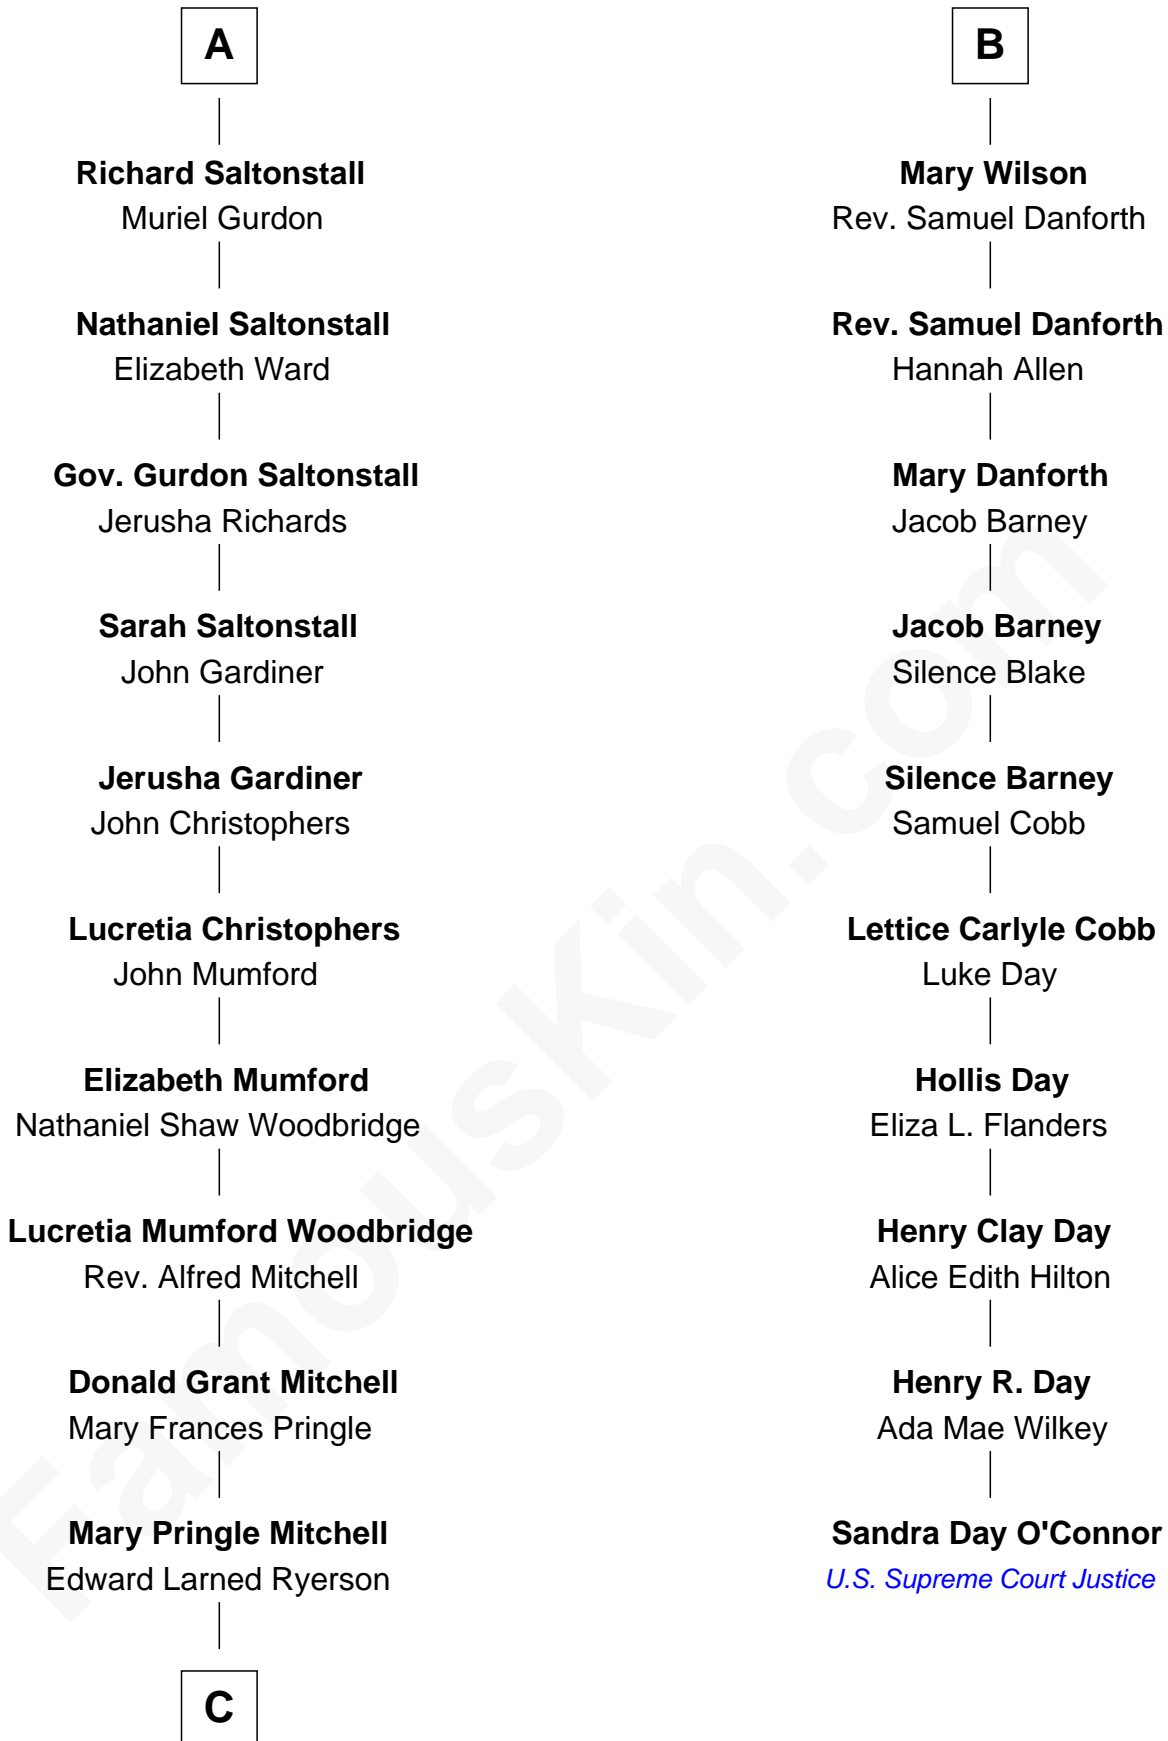 A
Richard Saltonstall
Muriel Gurdon
Nathaniel Saltonstall
Elizabeth Ward
Gov. Gurdon Saltonstall
Jerusha Richards
Sarah Saltonstall
John Gardiner
Jerusha Gardiner
John Christophers
Lucretia Christophers
John Mumford
Elizabeth Mumford
Nathaniel Shaw Woodbridge
Lucretia Mumford Woodbridge
Rev. Alfred Mitchell
Donald Grant Mitchell
Mary Frances Pringle
Mary Pringle Mitchell
Edward Larned Ryerson
C
B
Mary Wilson
Rev. Samuel Danforth
Rev. Samuel Danforth
Hannah Allen
Mary Danforth
Jacob Barney
Jacob Barney
Silence Blake
Silence Barney
Samuel Cobb
Lettice Carlyle Cobb
Luke Day
Hollis Day
Eliza L. Flanders
Henry Clay Day
Alice Edith Hilton
Henry R. Day
Ada Mae Wilkey
Sandra Day O'Connor
U.S. Supreme Court Justice
FamousKin.com